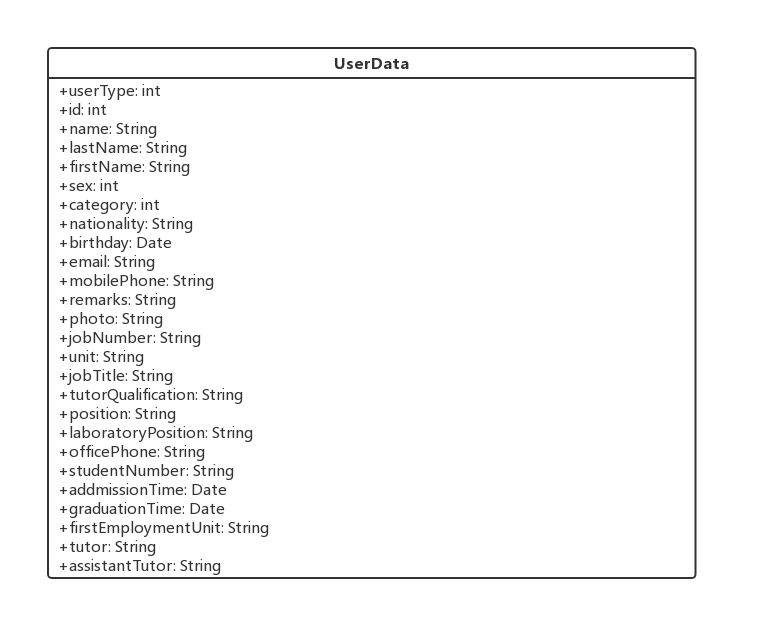 UserData
+userType: int
+id: int
+name: String
+lastName: String
+firstName: String
+sex: int
+category: int
+nationality: String
+birthday: Date
+email: String
+mobilePhone: String
+remarks: String
+photo: String
+jobNumber: String
+unit: String
+jobTitle: String
+tutorQualification: String
+position: String
+laboratoryPosition: String
+officePhone: String
+studentNumber: String
+addmissionTime: Date
+graduationTime: Date
+firstEmploymentUnit: String
+tutor: String
+assistantTutor: String